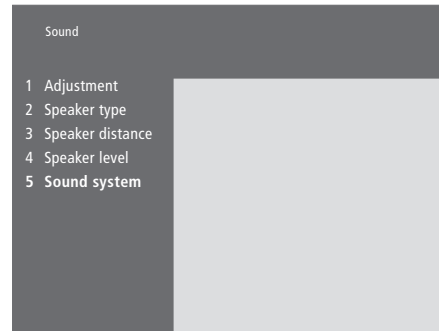 Sound
1 Adjustment
2 Speaker type
3 Speaker distance
4 Speaker level
5 Sound system